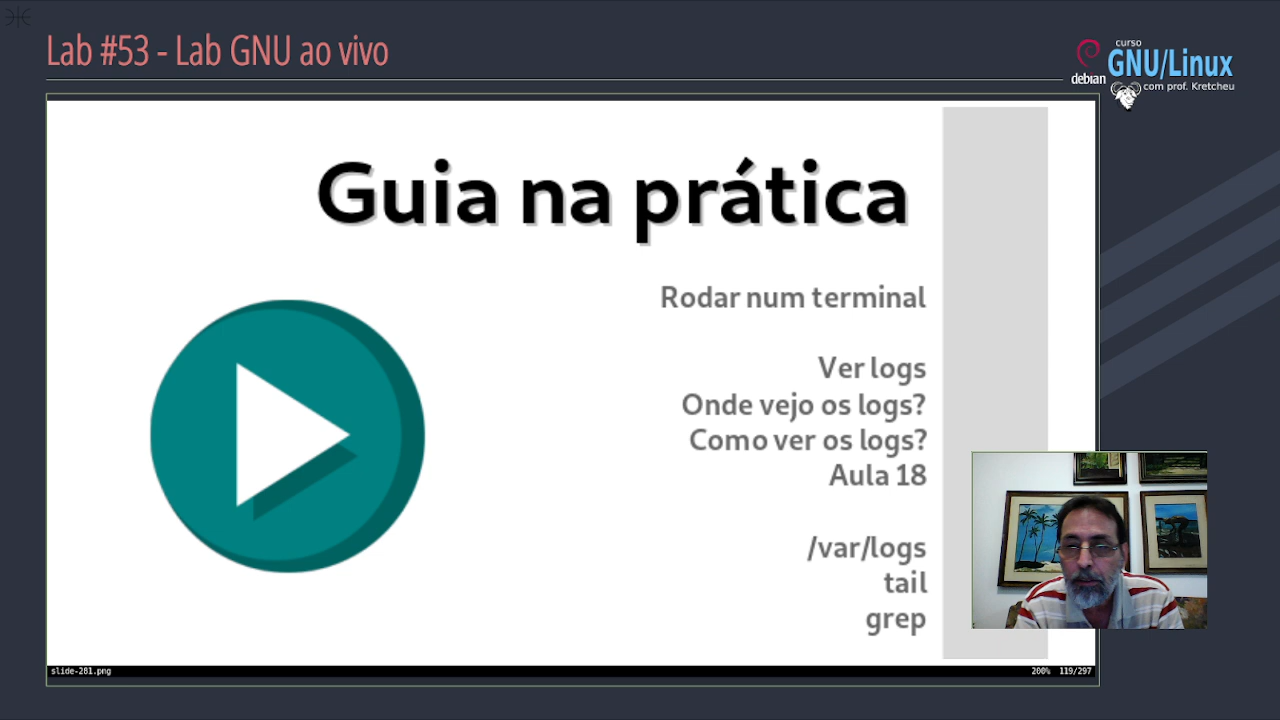 Lab #53 - Lab GNU ao vivo
curso
GNU/Linux
debian
com prof. Kretcheu
Guia na prática
Rodar num terminal
Ver logs
Onde vejo os logs?
Como ver os logs?
Aula 18
/var/logs
tail
grep
slide-281.png
200% 119/297